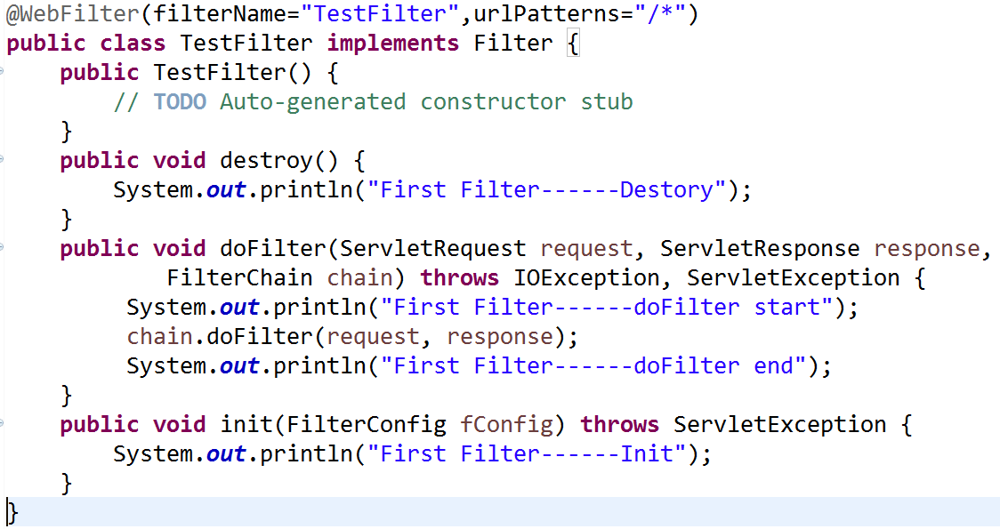 @WebFilter(filterName="TestFilter",urlPatterns="/*")
public class TestFilter implements Filter {
    public TestFilter() {
        // TODO Auto-generated constructor stub
    }
    public void destroy() {
        System.out.println("First Filter------Destory");
    }
    public void doFilter(ServletRequest request, ServletResponse response,
            FilterChain chain) throws IOException, ServletException {
         System.out.println("First Filter------doFilter start");
         chain.doFilter(request, response);
         System.out.println("First Filter------doFilter end");
    }
    public void init(FilterConfig fConfig) throws ServletException {
        System.out.println("First Filter------Init");
    }
}